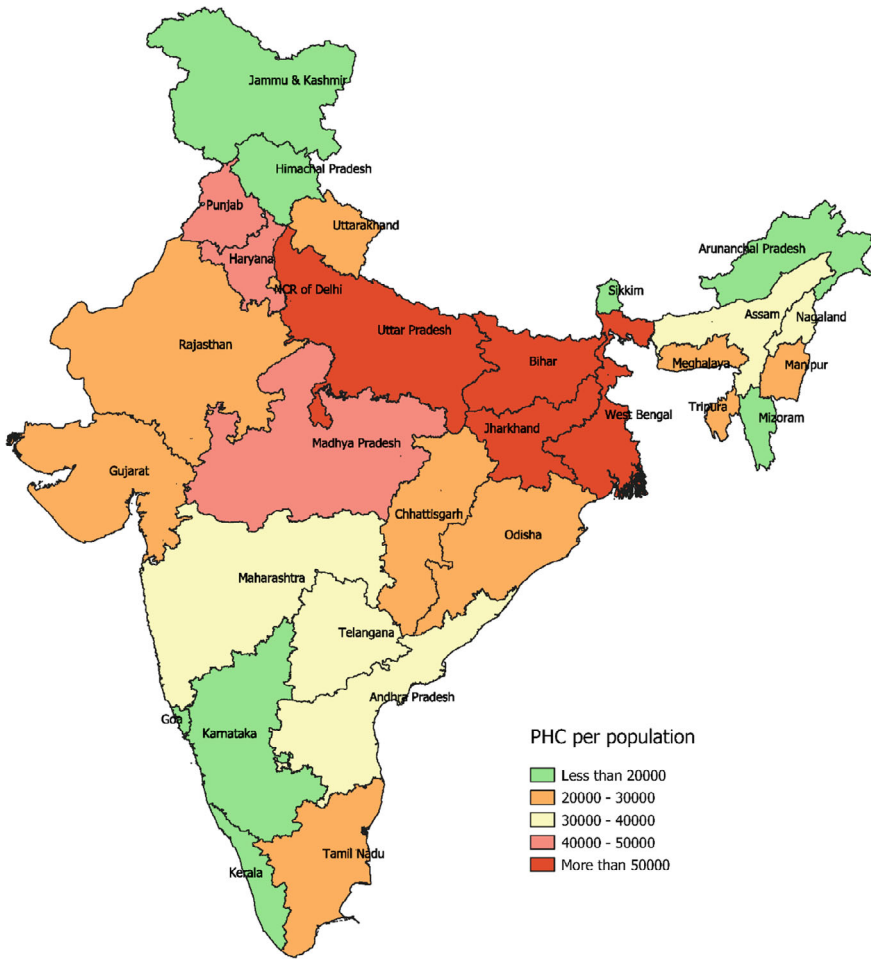 Jammu & Kashmir
Himachal Pradesh
Punjab
Uttarakhand
Haryana
Arunanchal Pradesh
NCR of Delhi
Sikkim
Assam
Nagaland
Uttar Pradesh
Rajasthan
Bihar
Meghalaya
Manipur
Tripura
West Bengal
Mizoram
Jharkhand
Madhya Pradesh
Gujarat
Chhattisgarh
Odisha
Maharashtra
Telangana
Andhra Pradesh
Goa
Karnataka
PHC per population
Less than 20000
20000 - 30000
30000 - 40000
40000 - 50000
More than 50000
Tamil Nadu
Kerala